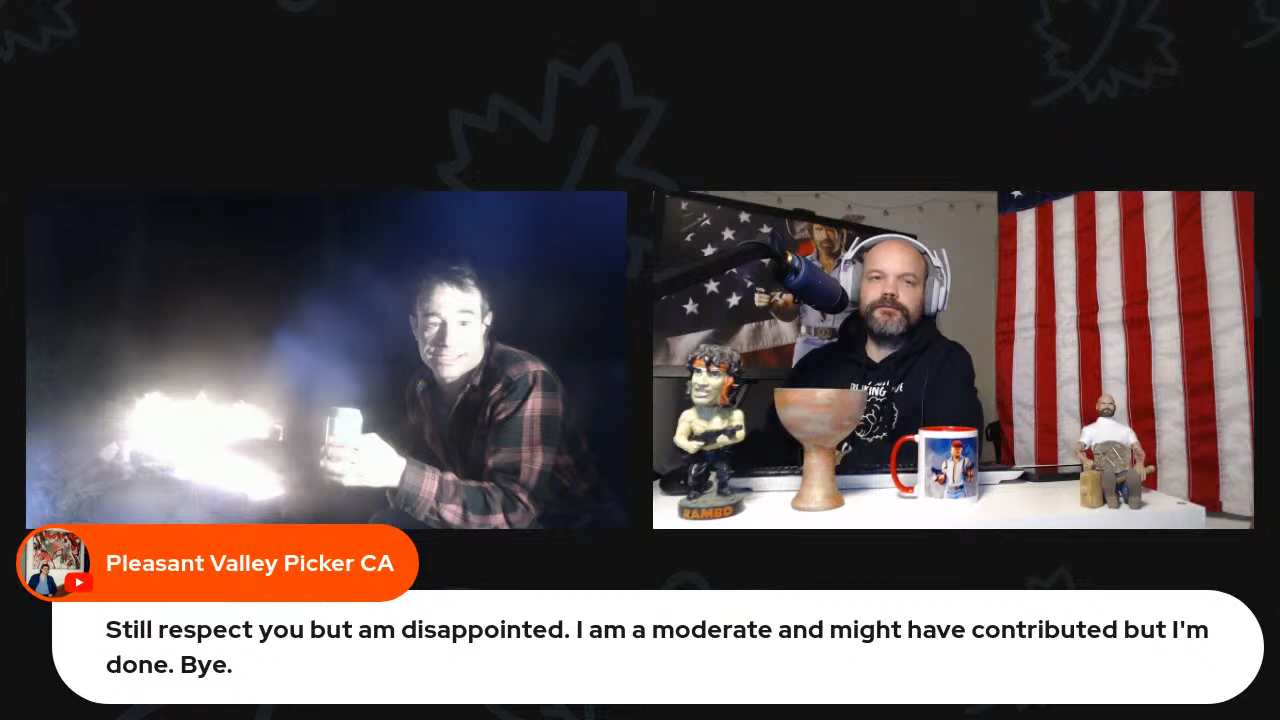 RAMBO
Pleasant Valley Picker CA
Still respect you but am disappointed. I am a moderate and might have contributed but I'm
done. Bye.